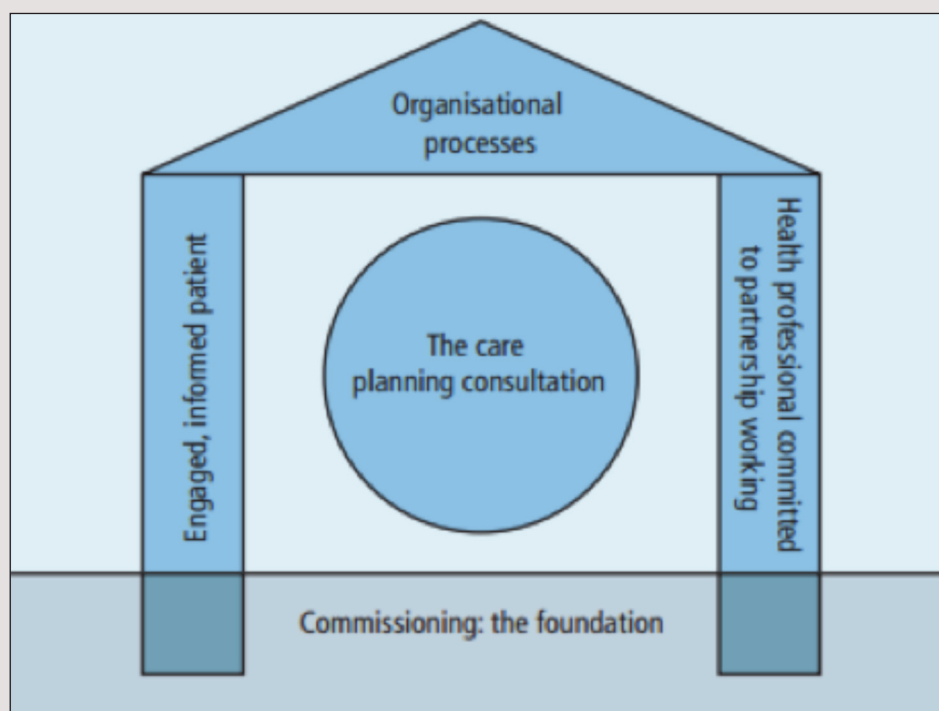 Organisational
processes
Engaged, informed patient
The care
planning consultation
Health professional committed
to partnership working
Commissioning: the foundation